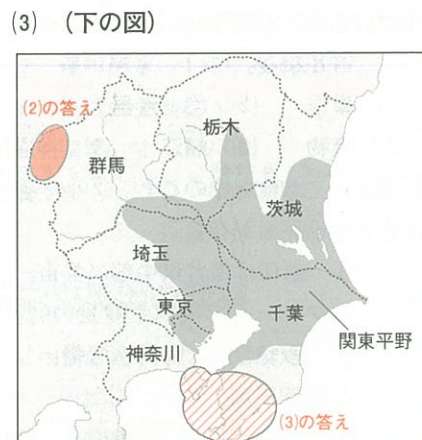 (3) （下の図）
(2)の答え
栃木
群馬
茨城
埼玉
東京
千葉
神奈川
関東平野
(3)の答え